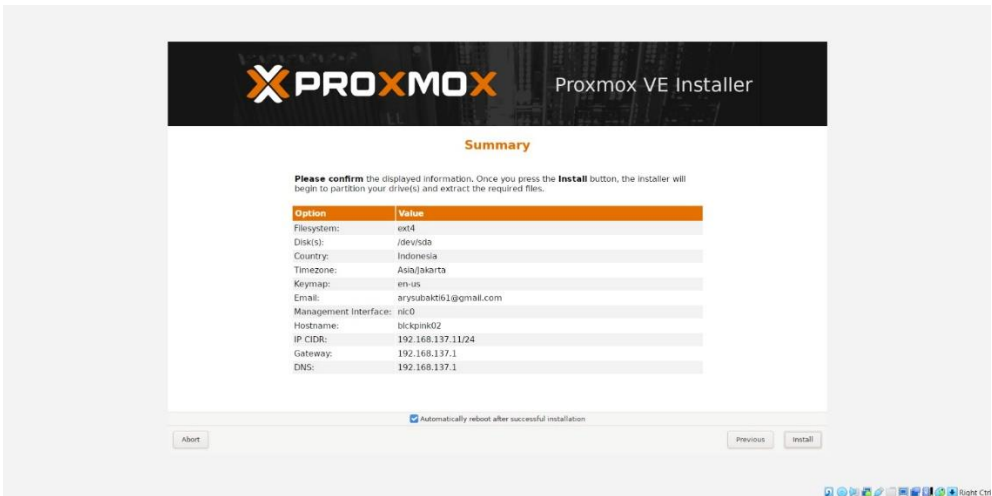 PROXMOX Proxmox VE Installer
Summary
Please confirm the displayed information. Once you press the Install button, the installer will
begin to partition your drive(s) and extract the required files.
Option Value
Filesystem: ext4
Disk(s): /dev/sda
Country: Indonesia
Timezone: Asia/Jakarta
Keymap: en-us
Email: arysubakti61@gmail.com
Management Interface: nic0
Hostname: blckpink02
IP CIDR: 192.168.137.11/24
Gateway: 192.168.137.1
DNS: 192.168.137.1
Automatically reboot after successful installation
Abort Previous Install
Right Ctrl